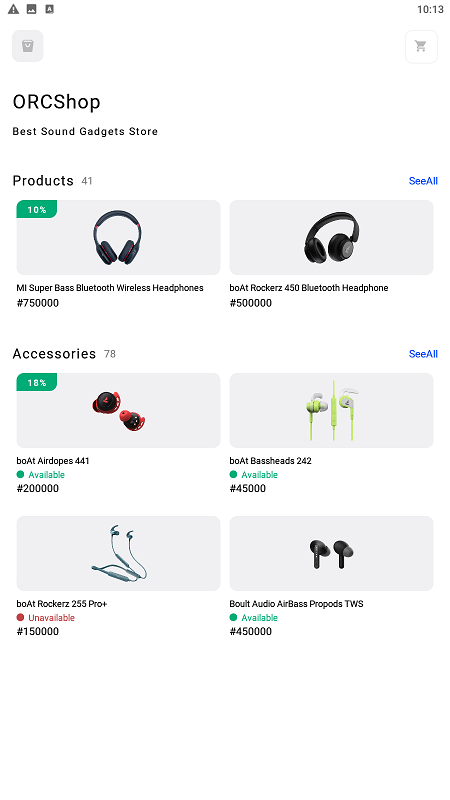 10:13
ORCShop
Best Sound Gadgets Store
Products 41 SeeAll
10%
MI Super Bass Bluetooth Wireless Headphones
boAt Rockerz 450 Bluetooth Headphone
#750000
#500000
Accessories 78 SeeAll
18%
boAt Airdopes 441
boAt Bassheads 242
Available
Available
#200000
#45000
boAt Rockerz 255 Pro+
Boult Audio AirBass Propods TWS
Unavailable
Available
#150000
#450000